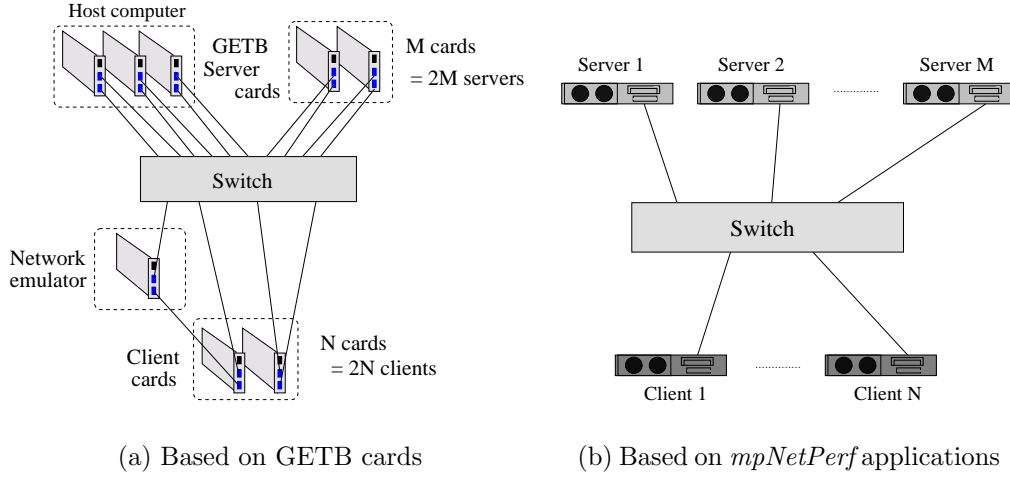 Host computer
GETB
Server
cards
M cards
= 2M servers
Switch
Network
emulator
Client
cards
N cards
= 2N clients
(a) Based on GETB cards
Server 1
Server 2
Server M
Switch
Client 1
Client N
(b) Based on mpNetPerf applications